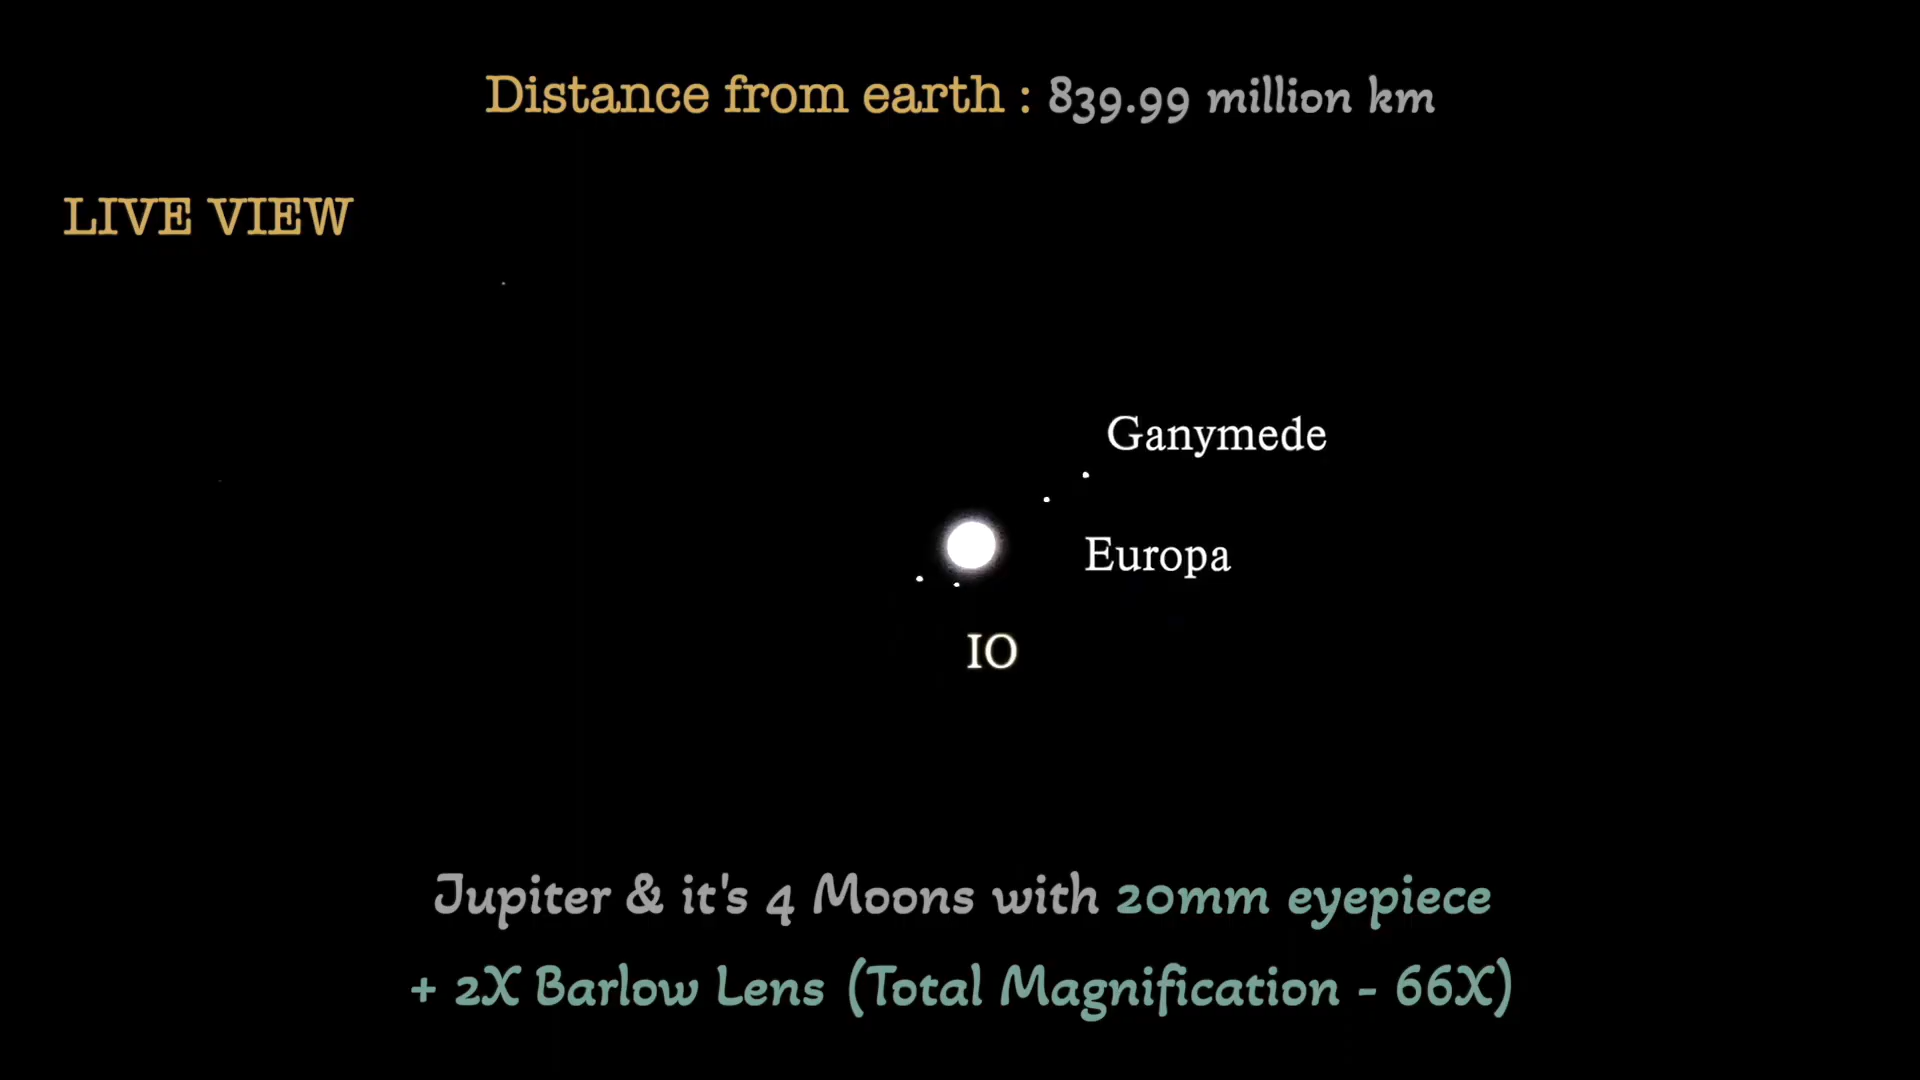 Distance from earth : 839.99 million km
LIVE VIEW
Ganymede
Europa
IO
Jupiter & it's 4 Moons with 20mm eyepiece
+ 2X Barlow Lens (Total Magnification - 66X)